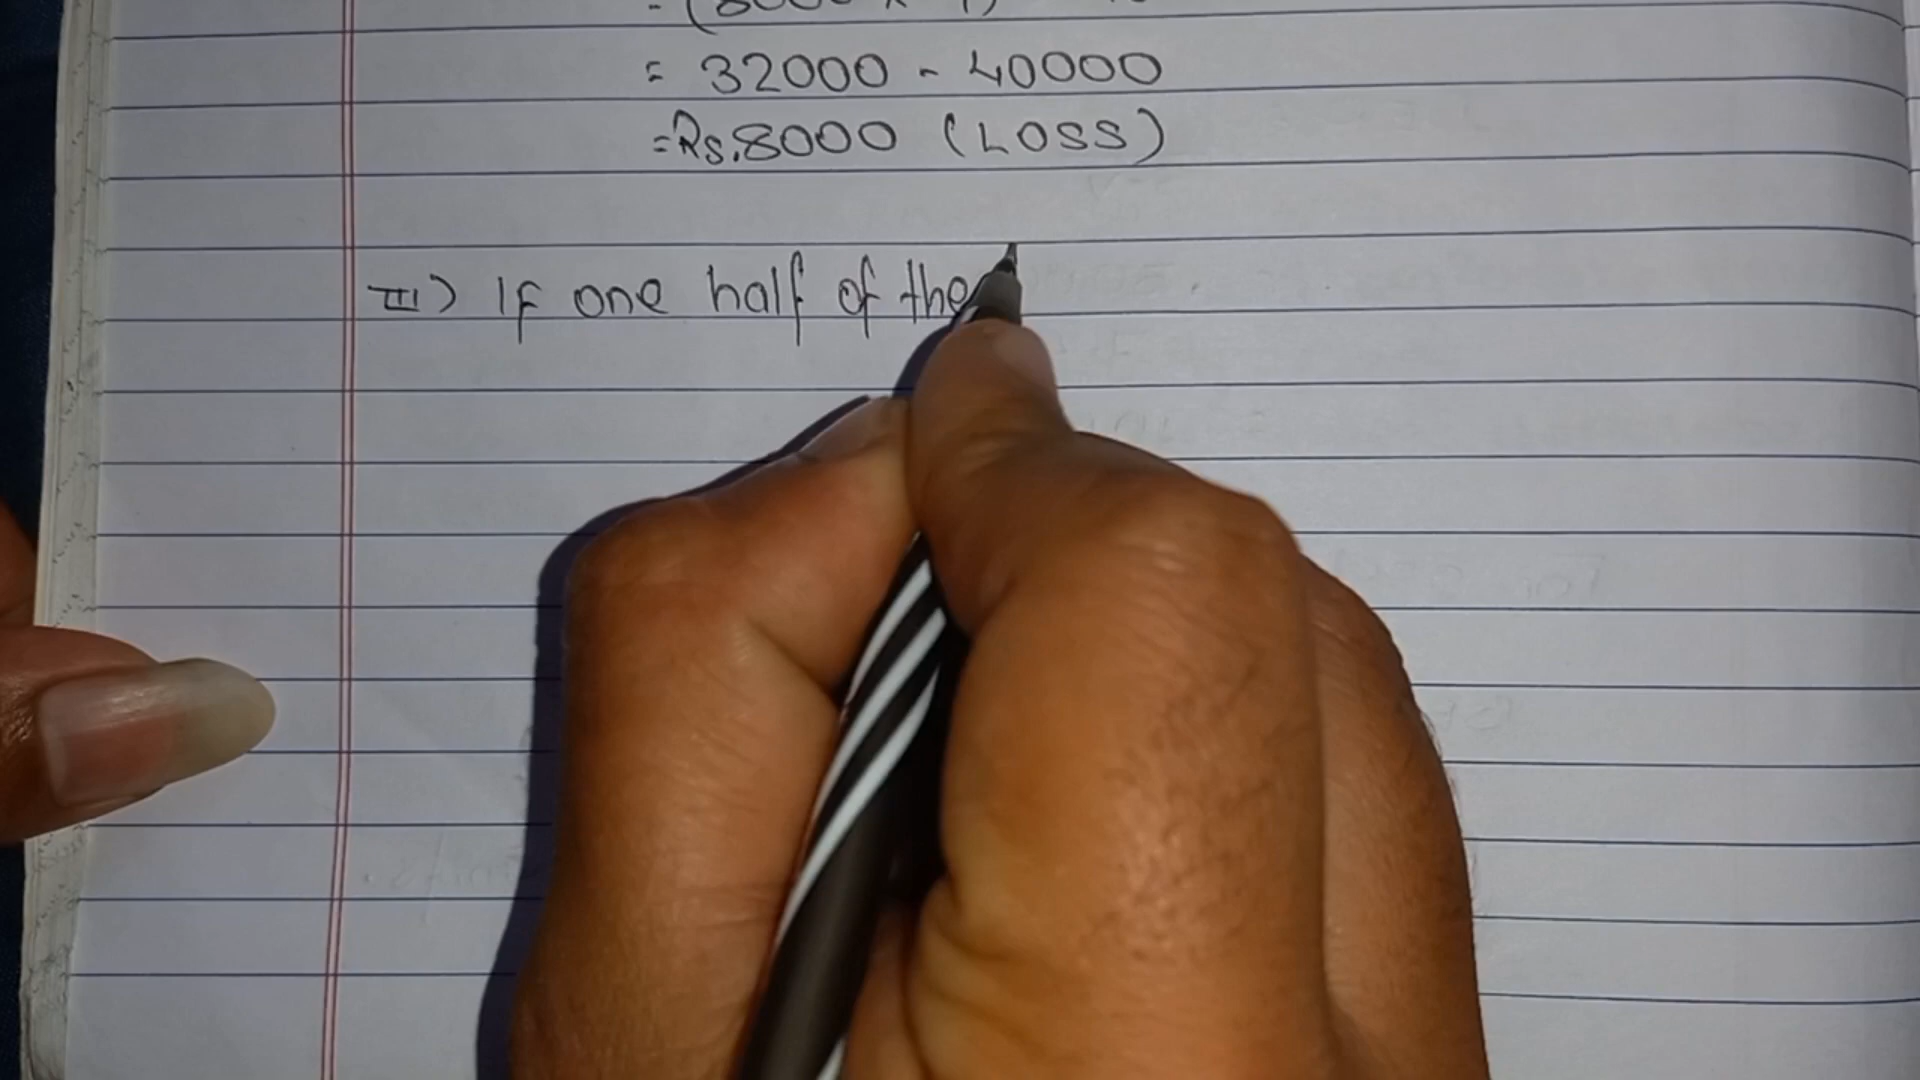 = 32000 - 40000
= Rs.8000 (LOSS)
III) If one half of the